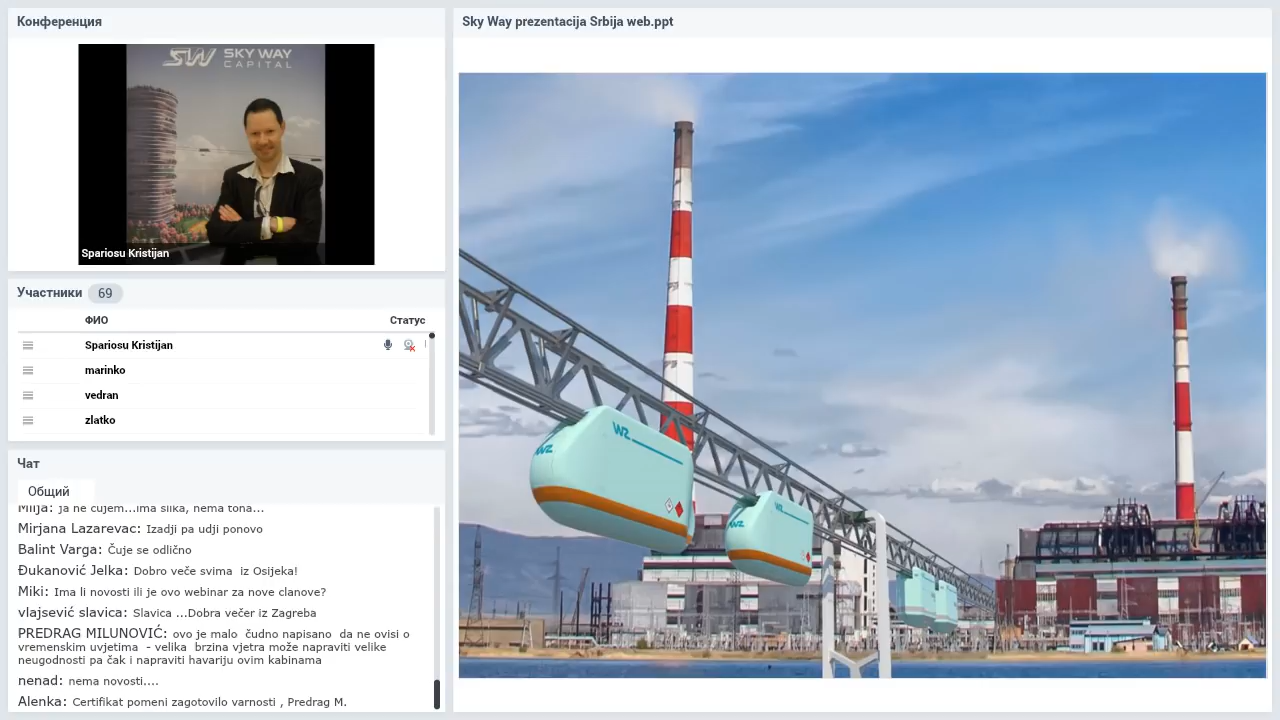 Конференция
SKY WAY
CAPITAL
Spariosu Kristijan
Участники 69
ФИО Статус
Spariosu Kristijan
marinko
vedran
zlatko
Чат
Общий
Milja: ja ne čujem...ima slika, nema tona...
Mirjana Lazarevac: Izadji pa udji ponovo
Balint Varga: Čuje se odlično
Đukanović Jelka: Dobro veče svima iz Osijeka!
Miki: Ima li novosti ili je ovo webinar za nove clanove?
vlajsević slavica: Slavica ...Dobra večer iz Zagreba
PREDRAG MILUNOVIĆ: ovo je malo čudno napisano da ne ovisi o
vremenskim uvjetima - velika brzina vjetra može napraviti velike
neugodnosti pa čak i napraviti havariju ovim kabinama
nenad: nema novosti....
Alenka: Certifikat pomeni zagotovilo varnosti , Predrag M.
Sky Way prezentacija Srbija web.ppt